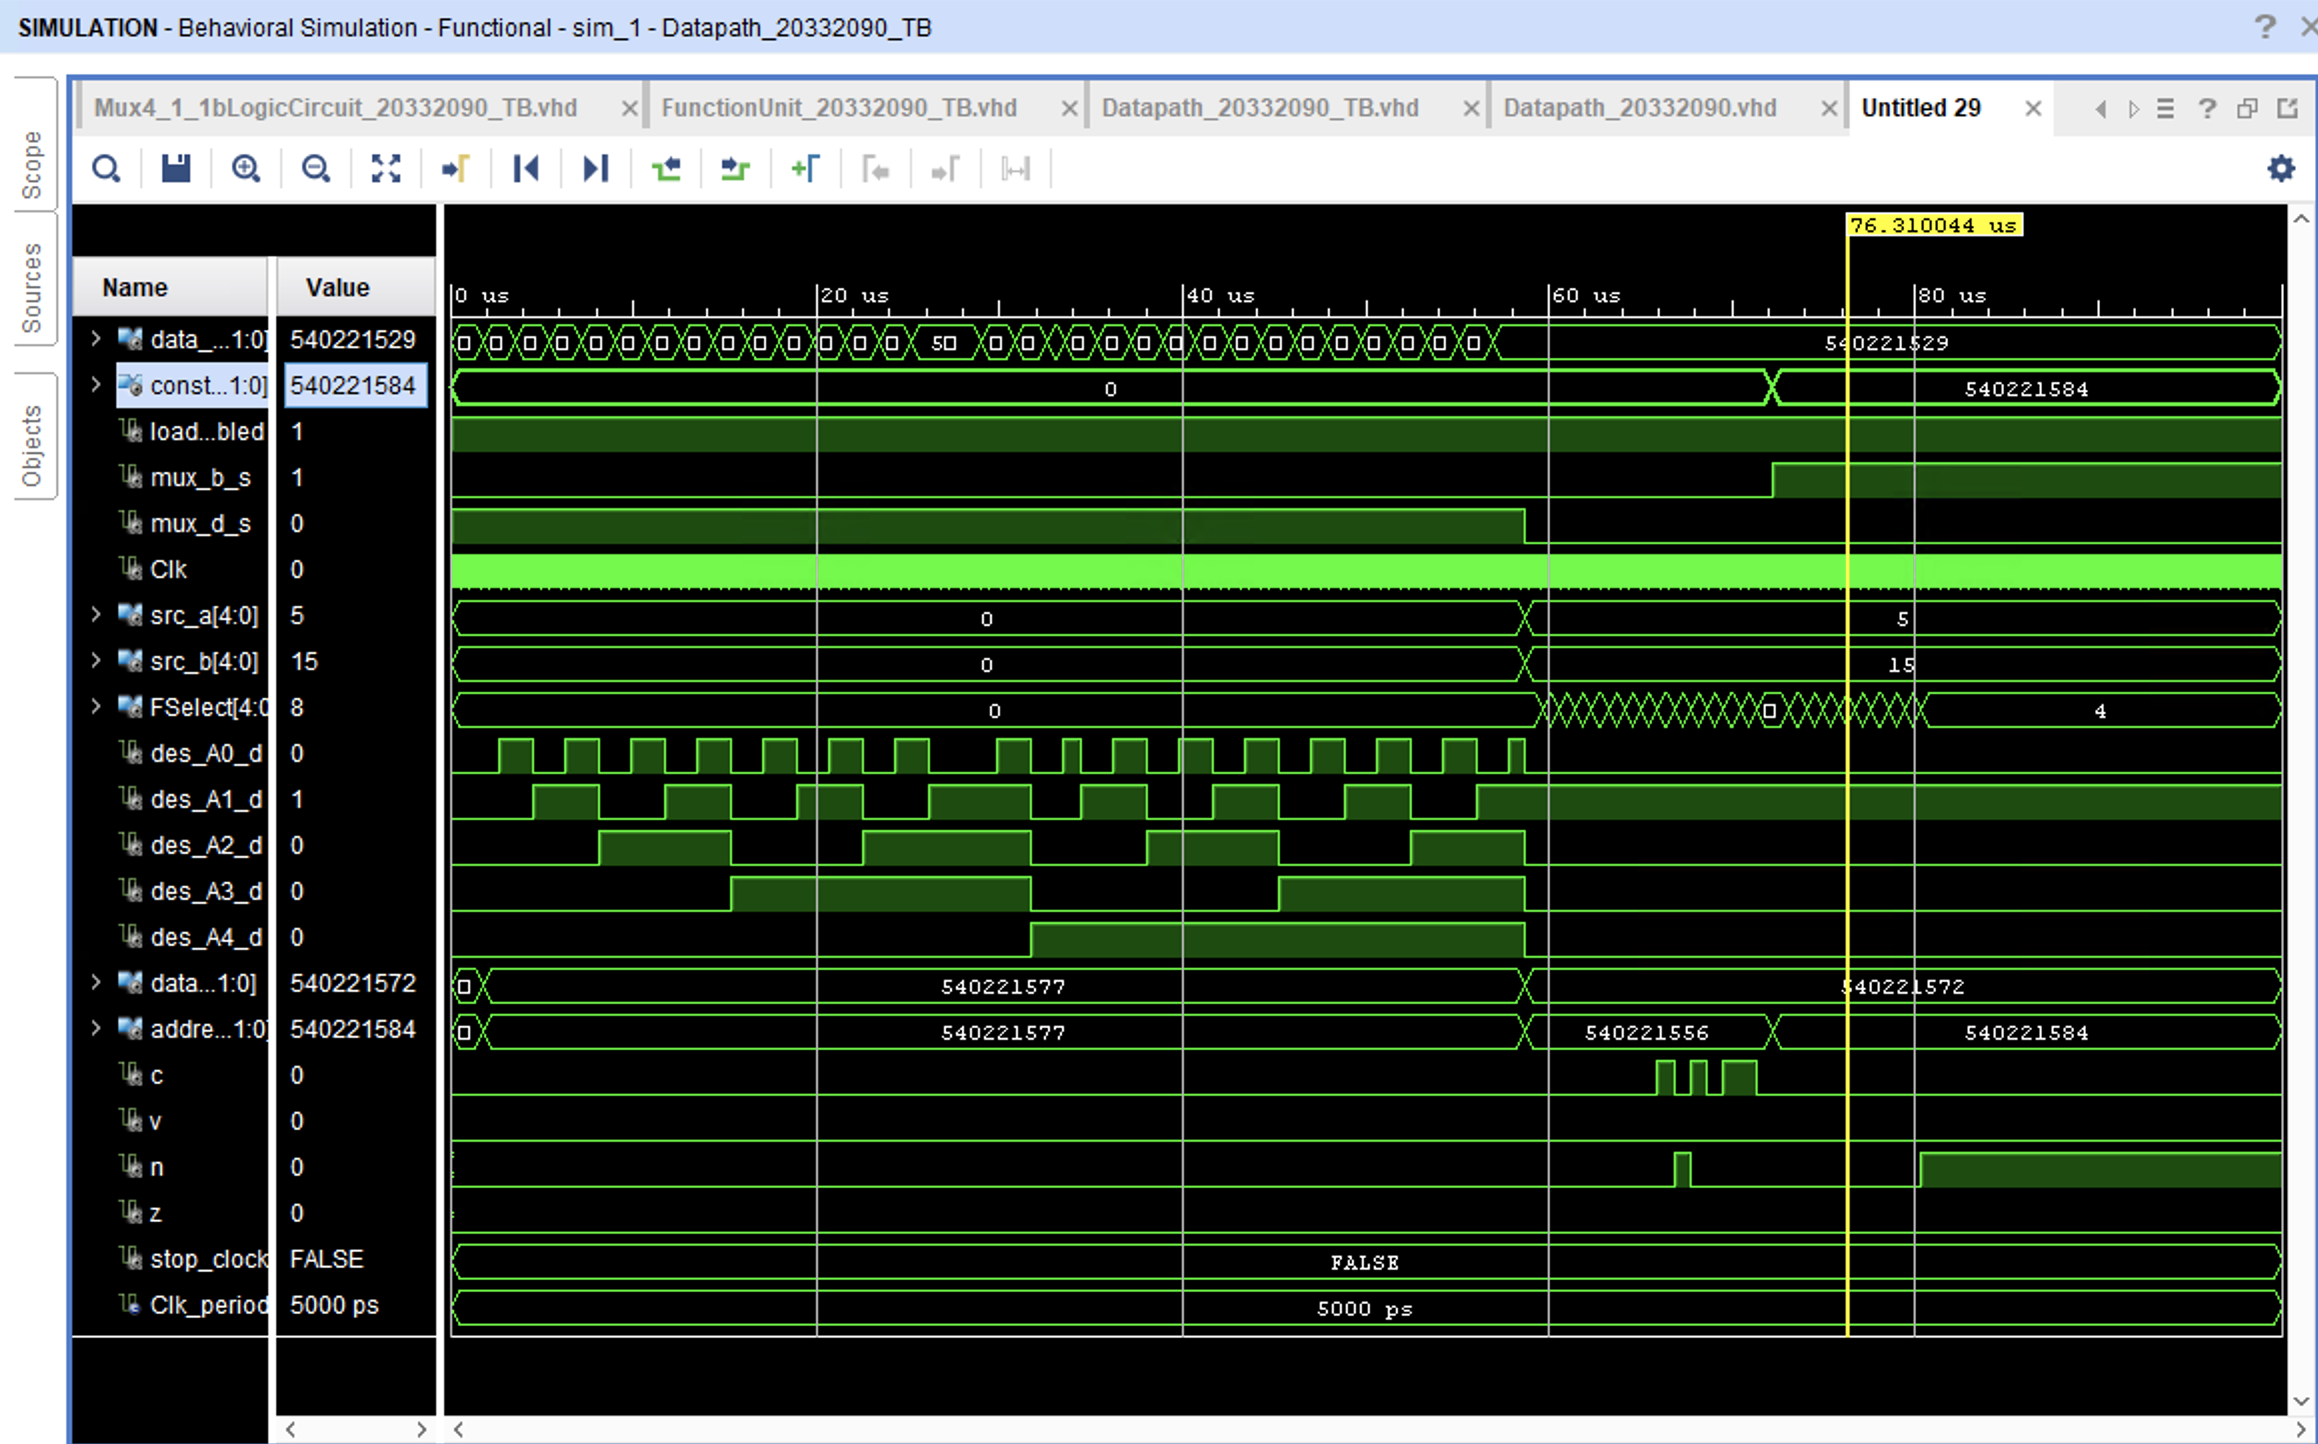 SIMULATION - Behavioral Simulation - Functional - sim_1 - Datapath_20332090_TB
Scope
Sources
Objects
Mux4_1_1bLogicCircuit_20332090_TB.vhd
FunctionUnit_20332090_TB.vhd
Datapath_20332090_TB.vhd
Datapath_20332090.vhd
Untitled 29
76.310044 us
Name Value
0 us 20 us 40 us 60 us 80 us
data_...1:0] 540221529 50 540221529
const...1:0] 540221584 0 540221584
load...bled 1
mux_b_s 1
mux_d_s 0
Clk 0
src_a[4:0] 5 0 5
src_b[4:0] 15 0 15
FSelect[4:0 8 0 4
des_A0_d 0
des_A1_d 1
des_A2_d 0
des_A3_d 0
des_A4_d 0
data...1:0] 540221572 540221577 540221572
addre...1:0] 540221584 540221577 540221556 540221584
c 0
v 0
n 0
z 0
stop_clock FALSE FALSE
Clk_period 5000 ps 5000 ps